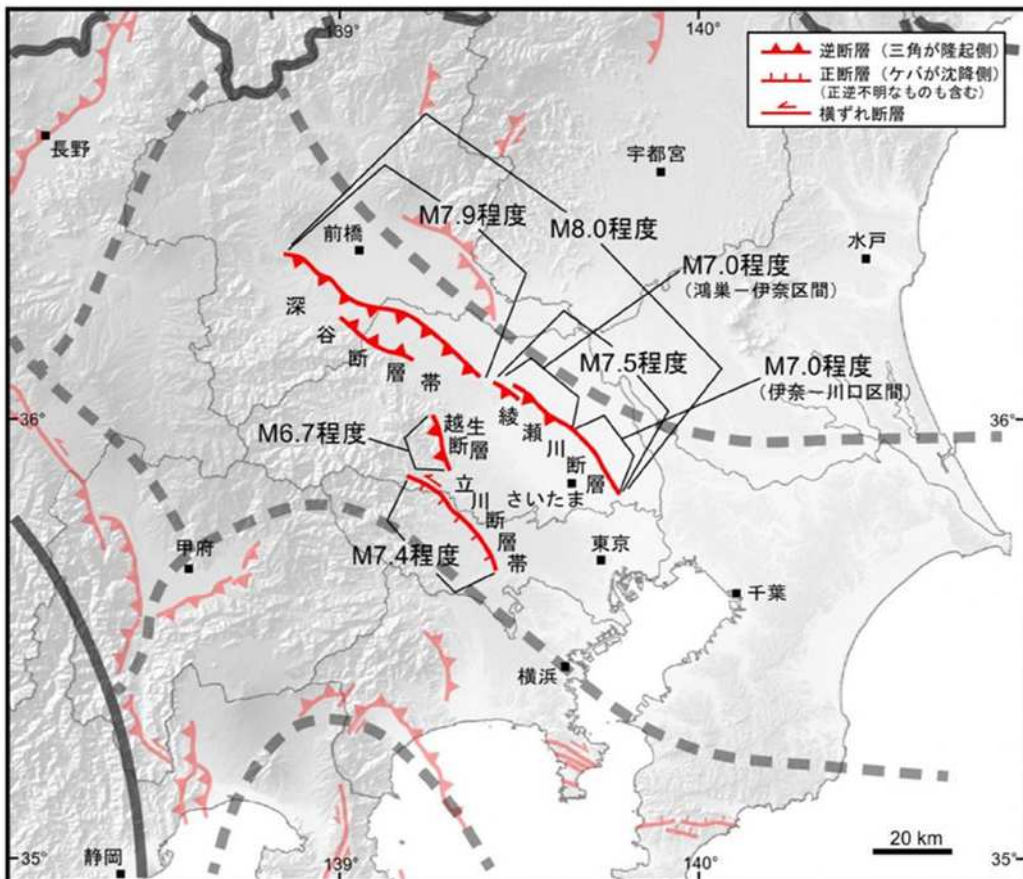 139°
140°
逆断層（三角が隆起側）
正断層（ケバが沈降側）
（正逆不明なものも含む）
横ずれ断層
長野
宇都宮
M7.9程度
M8.0程度
前橋
水戸
M7.0程度
（鴻巣－伊奈区間）
深谷断層帯
M7.5程度
M7.0程度
（伊奈－川口区間）
綾瀬川断層
36°
36°
越生断層
M6.7程度
立川断層帯
さいたま
M7.4程度
甲府
東京
千葉
横浜
20 km
35°
35°
静岡
139°
140°